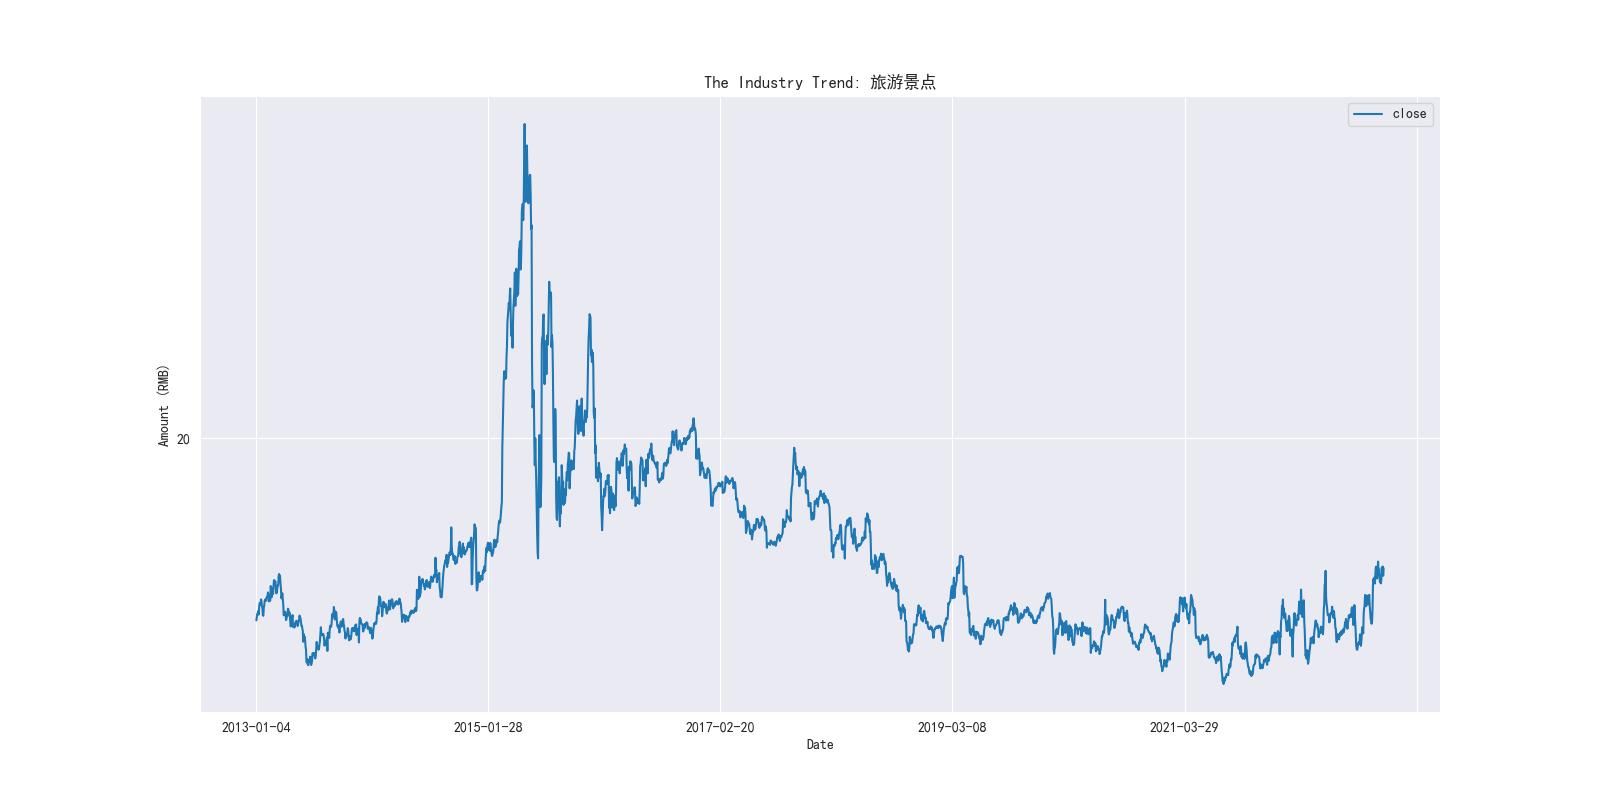 The Industry Trend: 旅游景点
close
Amount (RMB)
20
2013-01-04
2015-01-28
2017-02-20
2019-03-08
2021-03-29
Date